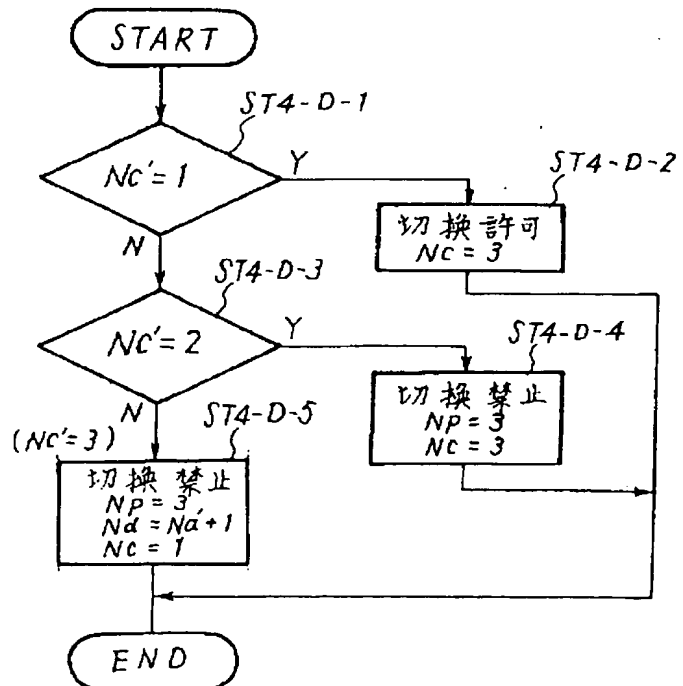 START
ST4-D-1
Nc'=1
Y
ST4-D-2
切換許可
Nc=3
N
ST4-D-3
Nc'=2
Y
ST4-D-4
切換禁止
Np=3
Nc=3
N
ST4-D-5
(Nc'=3)
切換禁止
Np=3
Nd=Na'+1
Nc=1
END